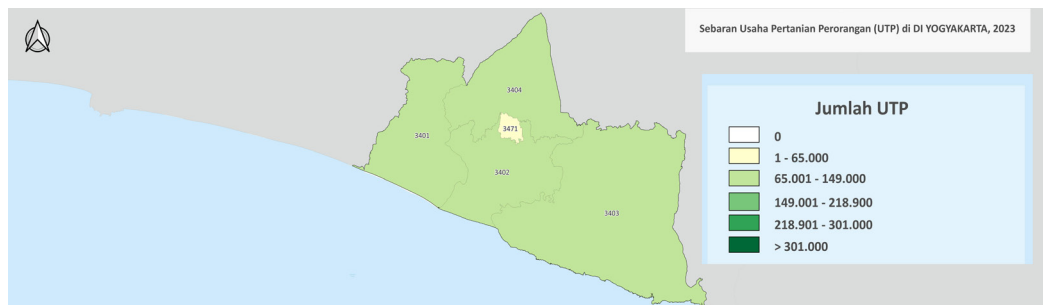 Sebaran Usaha Pertanian Perorangan (UTP) di DI YOGYAKARTA, 2023
Jumlah UTP
0
1 - 65.000
65.001 - 149.000
149.001 - 218.900
218.901 - 301.000
> 301.000
3404
3471
3401
3402
3403